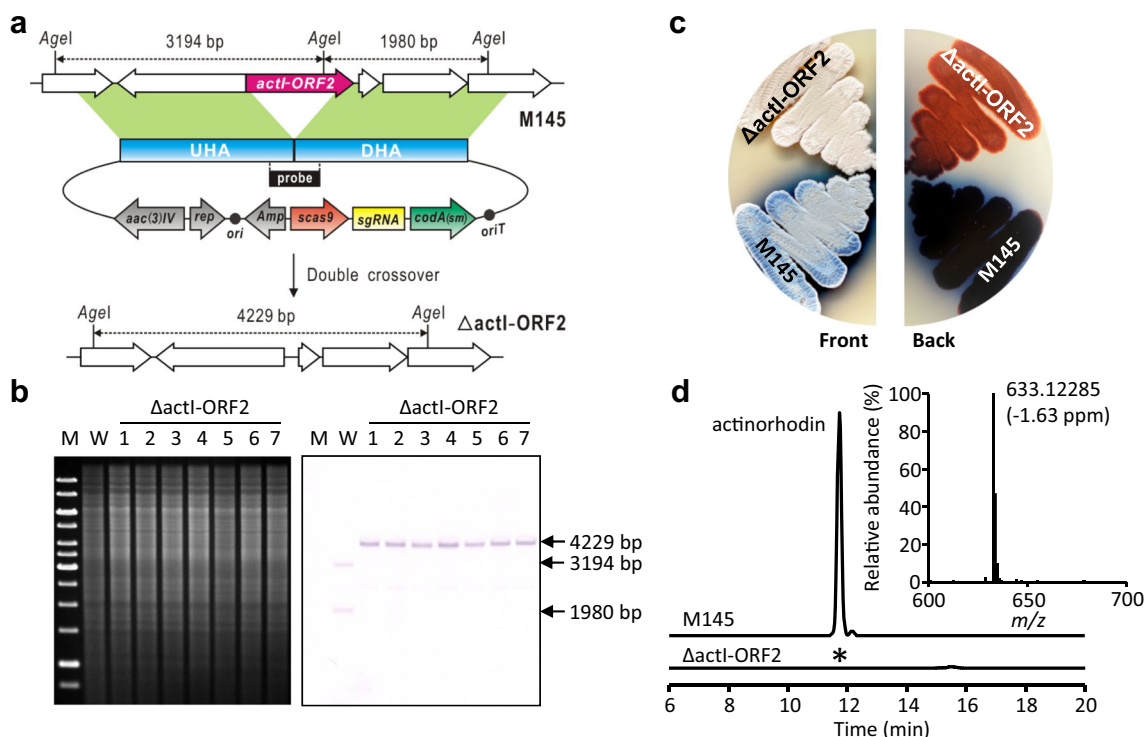 a
AgeI 3194 bp AgeI 1980 bp AgeI
actI-ORF2
M145
UHA DHA
probe
aac(3)IV rep ori Amp scas9 sgRNA codA(sm) oriT
Double crossover
AgeI 4229 bp AgeI
△actI-ORF2
b
ΔactI-ORF2 ΔactI-ORF2
M W 1 2 3 4 5 6 7 M W 1 2 3 4 5 6 7
4229 bp
3194 bp
1980 bp
c
ΔactI-ORF2 ΔactI-ORF2
M145 M145
Front Back
d
actinorhodin
633.12285
(-1.63 ppm)
Relative abundance (%)
100
80
60
40
20
0
600 650 700
m/z
M145
ΔactI-ORF2 *
6 8 10 12 14 16 18 20
Time (min)